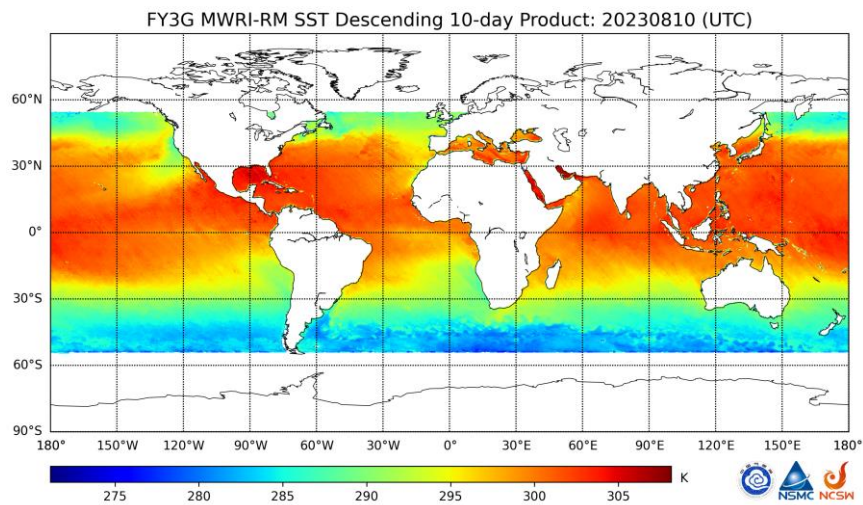 FY3G MWRI-RM SST Descending 10-day Product: 20230810 (UTC)
60°N
30°N
0°
30°S
60°S
90°S
180° 150°W 120°W 90°W 60°W 30°W 0° 30°E 60°E 90°E 120°E 150°E 180°
275 280 285 290 295 300 305 K
NSMC NCSW